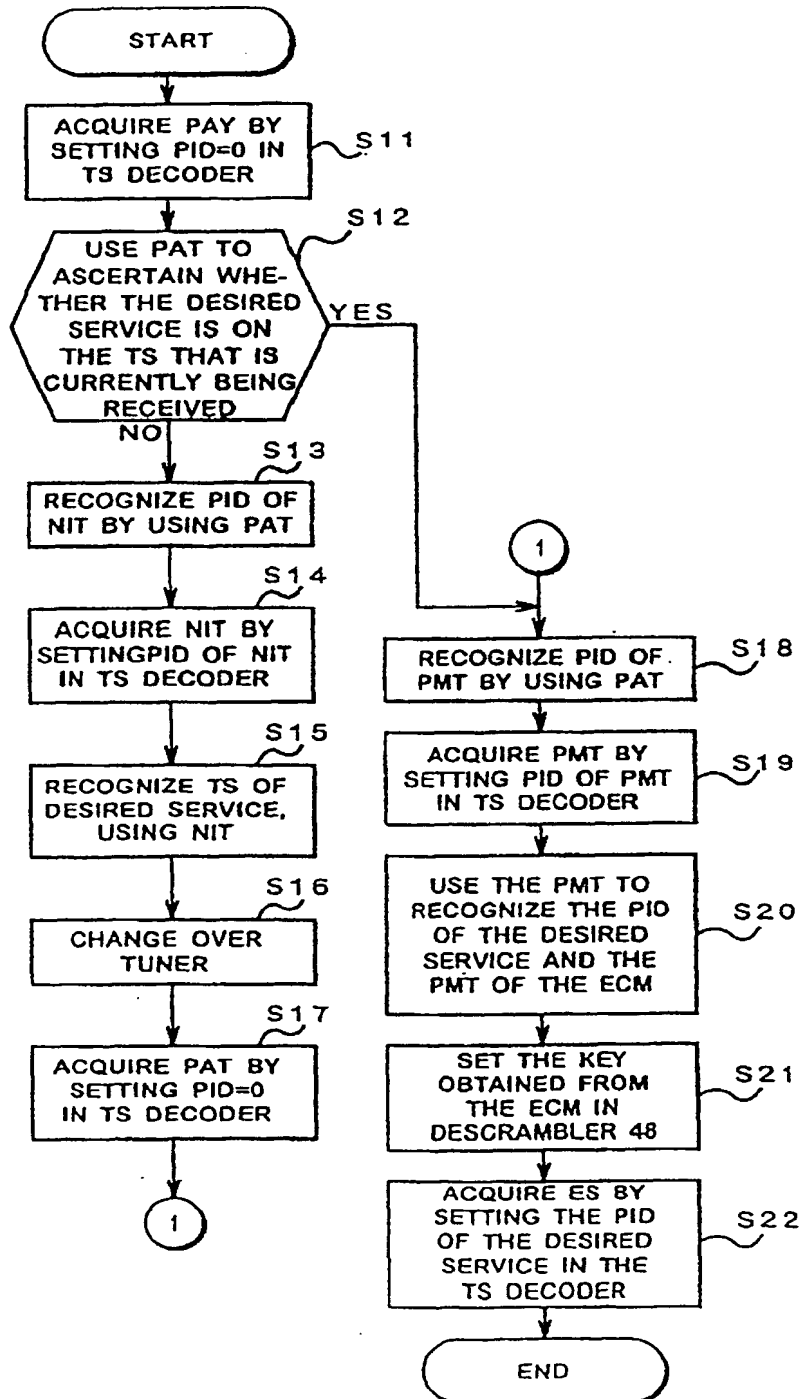 START
ACQUIRE PAY BY
SETTING PID=0 IN
TS DECODER
S11
S12
USE PAT TO
ASCERTAIN WHE-
THER THE DESIRED
SERVICE IS ON
THE TS THAT IS
CURRENTLY BEING
RECEIVED
YES
NO
S13
RECOGNIZE PID OF
NIT BY USING PAT
S14
ACQUIRE NIT BY
SETTINGPID OF NIT
IN TS DECODER
S15
RECOGNIZE TS OF
DESIRED SERVICE,
USING NIT
S16
CHANGE OVER
TUNER
S17
ACQUIRE PAT BY
SETTING PID=0
IN TS DECODER
1
1
RECOGNIZE PID OF
PMT BY USING PAT
S18
ACQUIRE PMT BY
SETTING PID OF PMT
IN TS DECODER
S19
USE THE PMT TO
RECOGNIZE THE PID
OF THE DESIRED
SERVICE AND THE
PMT OF THE ECM
S20
SET THE KEY
OBTAINED FROM
THE ECM IN
DESCRAMBLER 48
S21
ACQUIRE ES BY
SETTING THE PID
OF THE DESIRED
SERVICE IN THE
TS DECODER
S22
END